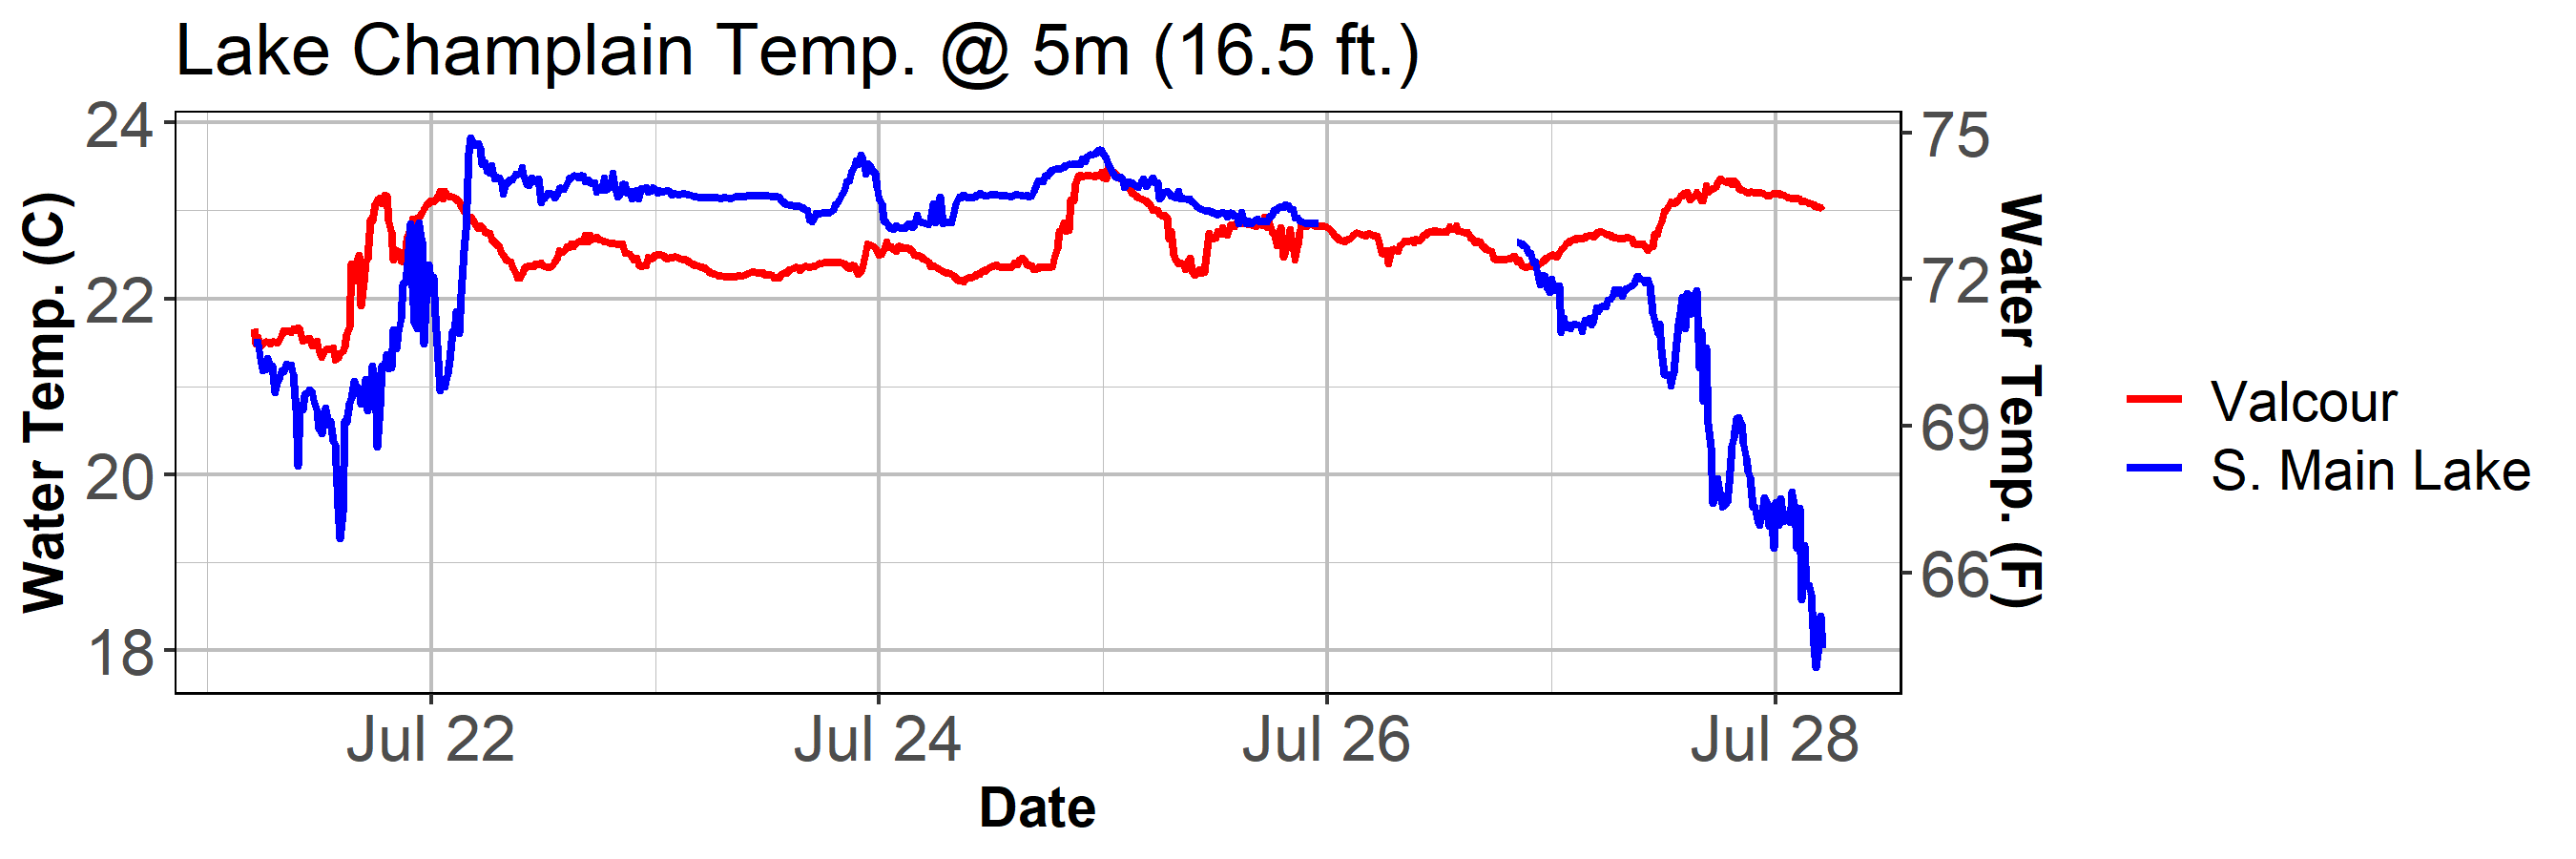 Lake Champlain Temp. @ 5m (16.5 ft.)
Water Temp. (C)
24
22
20
18
75
72
69
66
Water Temp. (F)
Jul 22
Jul 24
Jul 26
Jul 28
Date
Valcour
S. Main Lake